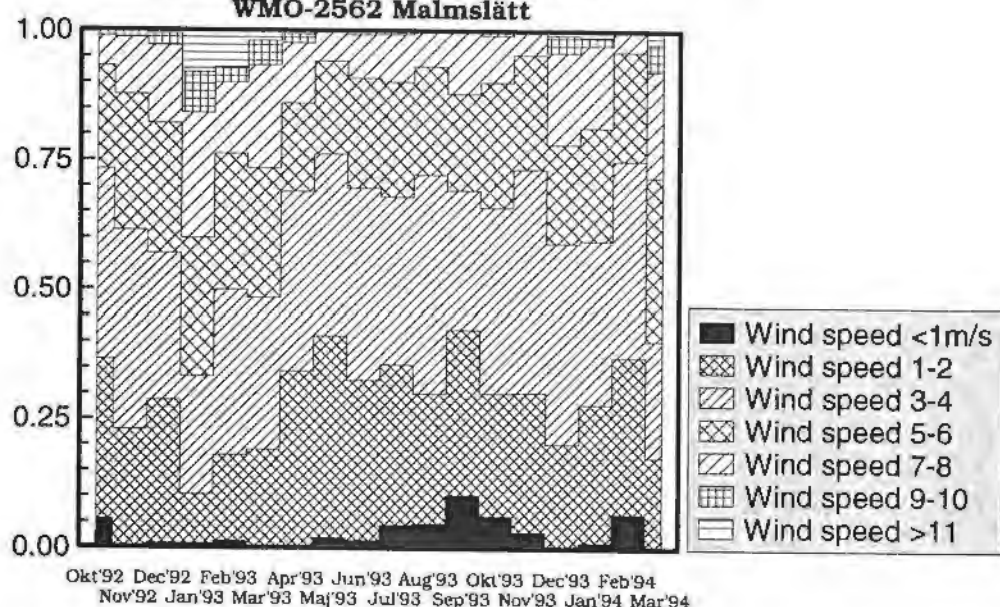 WMO-2562 Malmslätt
1.00
0.75
0.50
0.25
0.00
Okt'92 Dec'92 Feb'93 Apr'93 Jun'93 Aug'93 Okt'93 Dec'93 Feb'94
Nov'92 Jan'93 Mar'93 Maj'93 Jul'93 Sep'93 Nov'93 Jan'94 Mar'94
Wind speed <1m/s
Wind speed 1-2
Wind speed 3-4
Wind speed 5-6
Wind speed 7-8
Wind speed 9-10
Wind speed >11